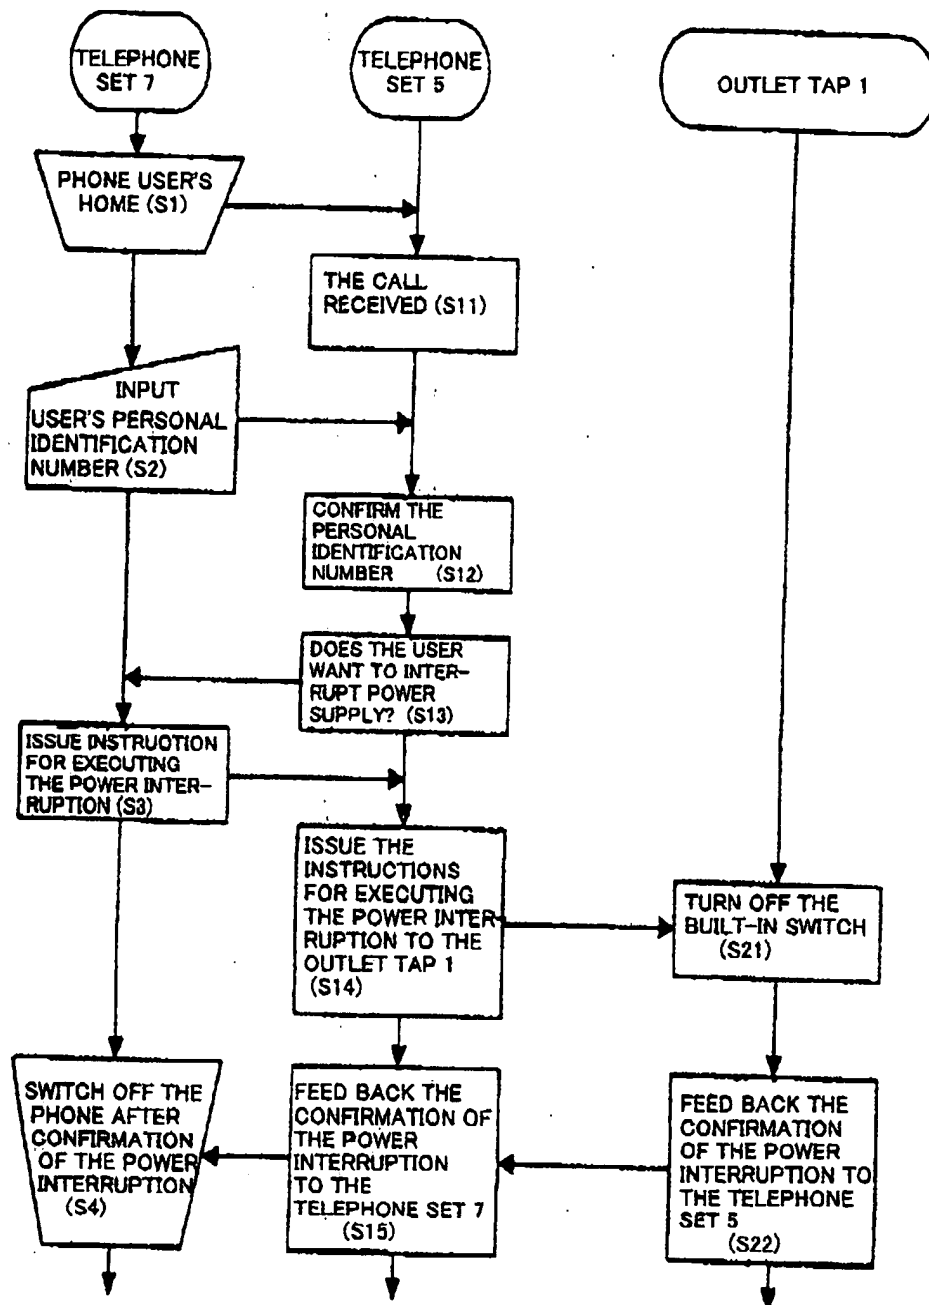 TELEPHONE
SET 7
TELEPHONE
SET 5
OUTLET TAP 1
PHONE USER'S
HOME (S1)
THE CALL
RECEIVED (S11)
INPUT
USER'S PERSONAL
IDENTIFICATION
NUMBER (S2)
CONFIRM THE
PERSONAL
IDENTIFICATION
NUMBER (S12)
DOES THE USER
WANT TO INTER-
RUPT POWER
SUPPLY? (S13)
ISSUE INSTRUCTION
FOR EXECUTING
THE POWER INTER-
RUPTION (S3)
ISSUE THE
INSTRUCTIONS
FOR EXECUTING
THE POWER INTER-
RUPTION TO THE
OUTLET TAP 1
(S14)
TURN OFF THE
BUILT-IN SWITCH
(S21)
SWITCH OFF THE
PHONE AFTER
CONFIRMATION
OF THE POWER
INTERRUPTION
(S4)
FEED BACK THE
CONFIRMATION OF
THE POWER
INTERRUPTION
TO THE
TELEPHONE SET 7
(S15)
FEED BACK THE
CONFIRMATION
OF THE POWER
INTERRUPTION TO
THE TELEPHONE
SET 5
(S22)